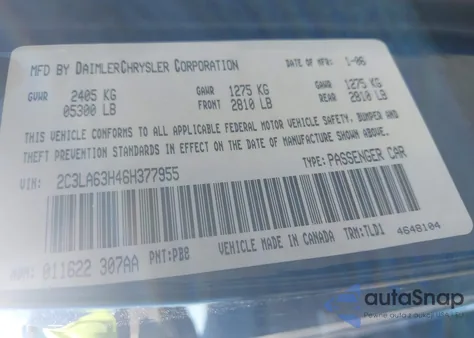 MFD BY DAIMLERCHRYSLER CORPORATION DATE OF MFR: 1-06
GVWR 2405 KG GAWR 1275 KG GAWR 1275 KG
05300 LB FRONT 2810 LB REAR 2810 LB
THIS VEHICLE CONFORMS TO ALL APPLICABLE FEDERAL MOTOR VEHICLE SAFETY, BUMPER AND
THEFT PREVENTION STANDARDS IN EFFECT ON THE DATE OF MANUFACTURE SHOWN ABOVE.
VIN: 2C3LA63H46H377955 TYPE: PASSENGER CAR
MDH: 011622 307AA PNT: PB8 VEHICLE MADE IN CANADA TRM: TLD1 4648104
autoSnap